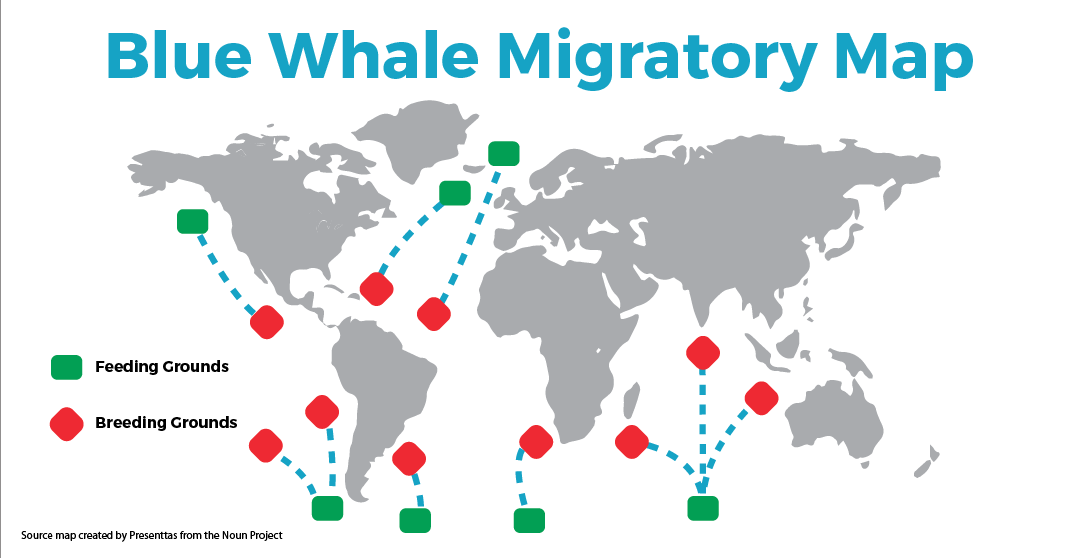 Blue Whale Migratory Map
Feeding Grounds
Breeding Grounds
Source map created by Presenttas from the Noun Project